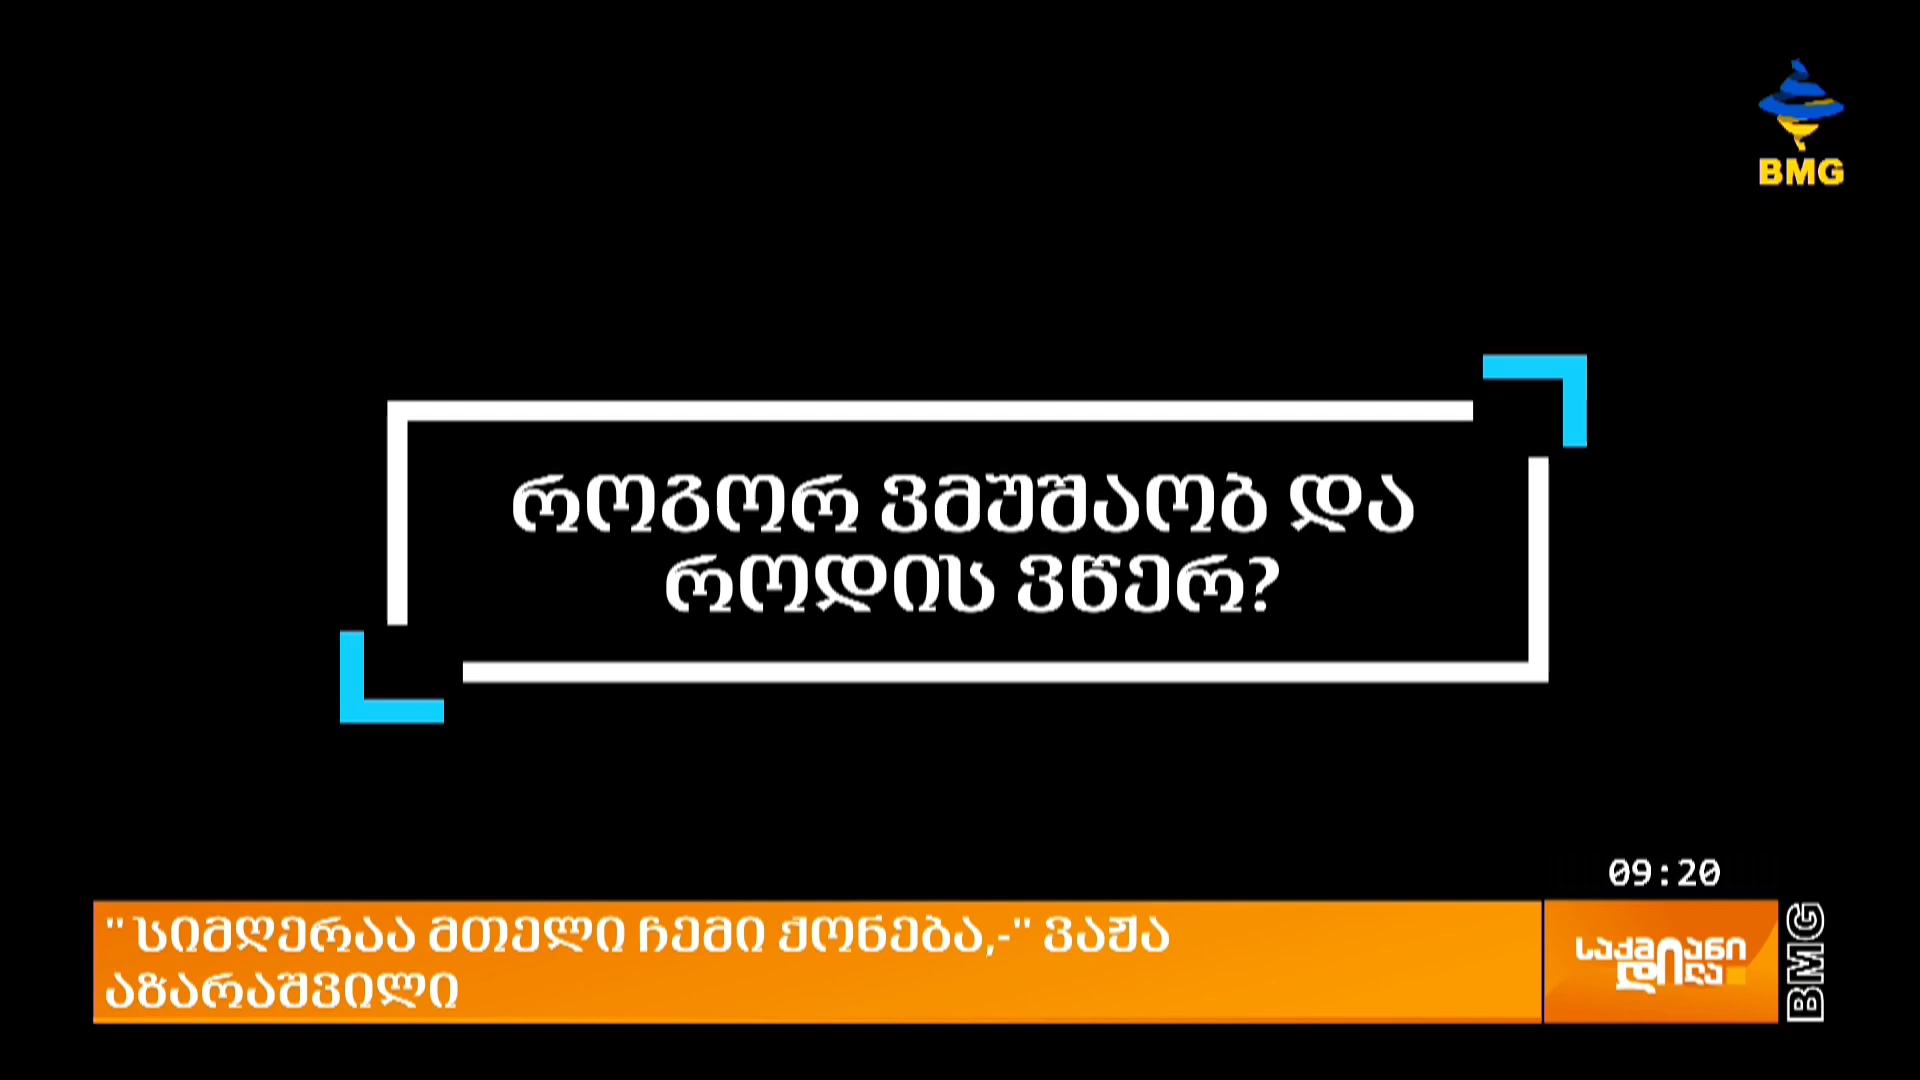 BMG
როგორ ვმუშაობ და
როდის ვწერ?
09:20
"სიმღერაა მთელი ჩემი ქონება,-" ვაჟა
აზარაშვილი
საქმიანი
დილა
BMG